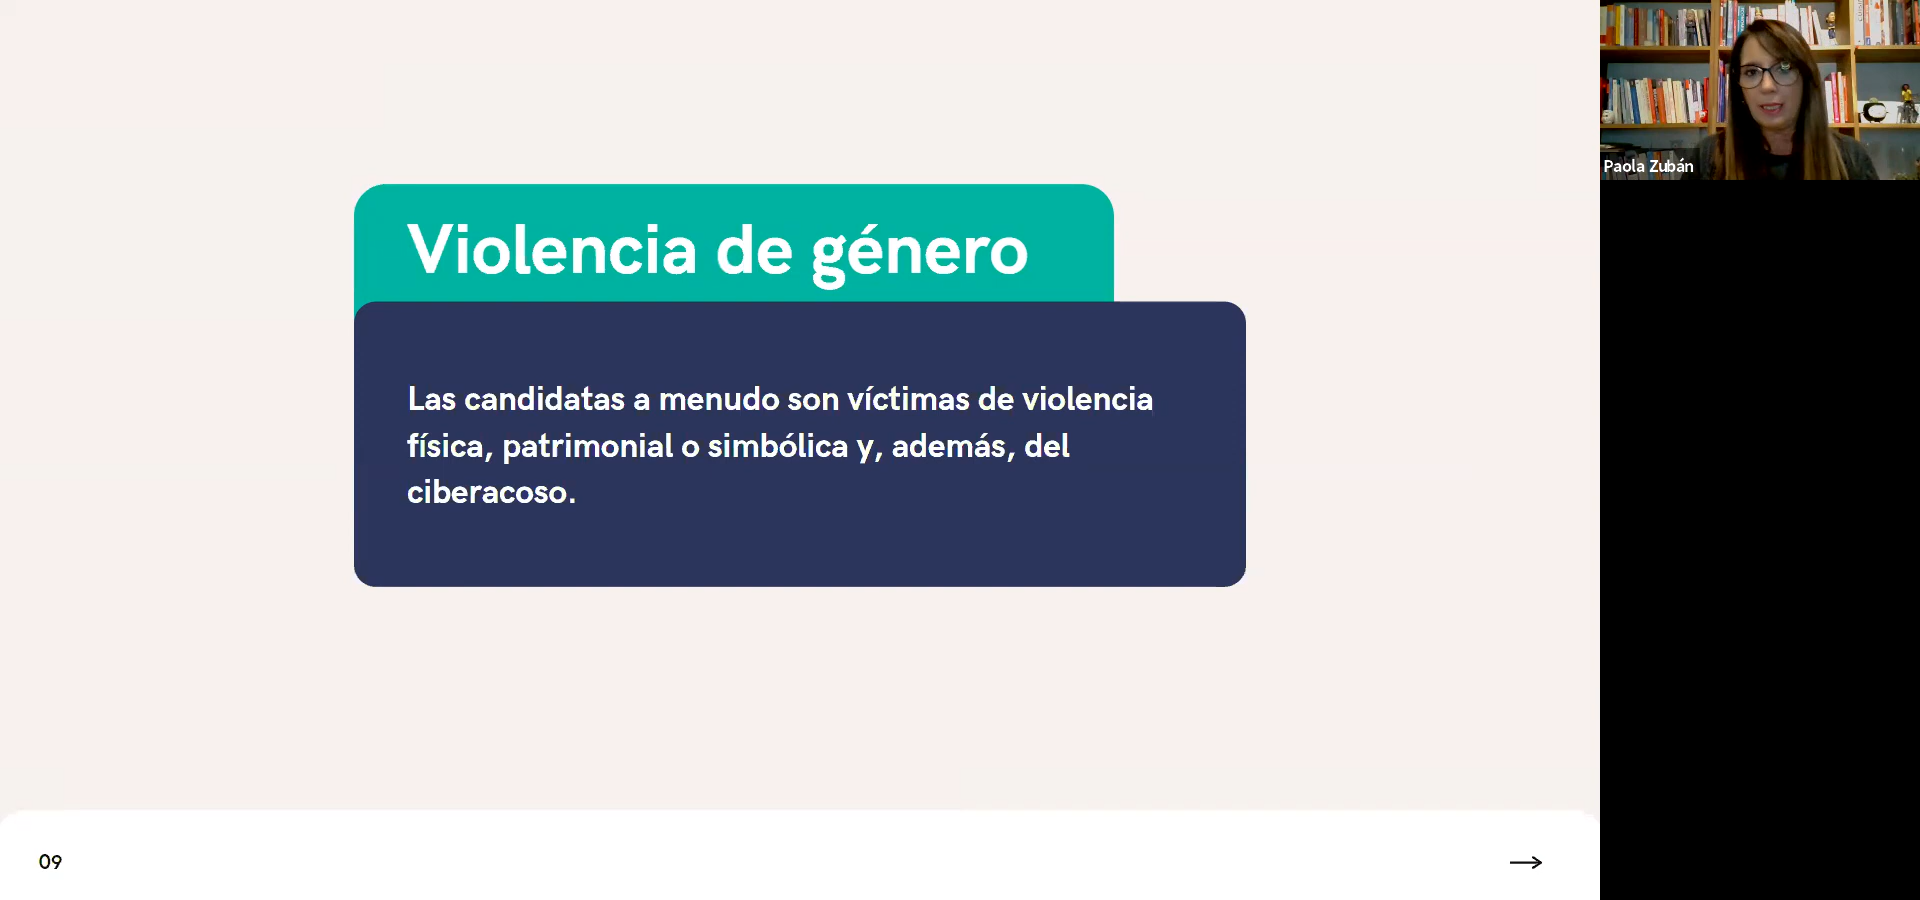 Violencia de género
Las candidatas a menudo son víctimas de violencia
física, patrimonial o simbólica y, además, del
ciberacoso.
09
Paola Zubán